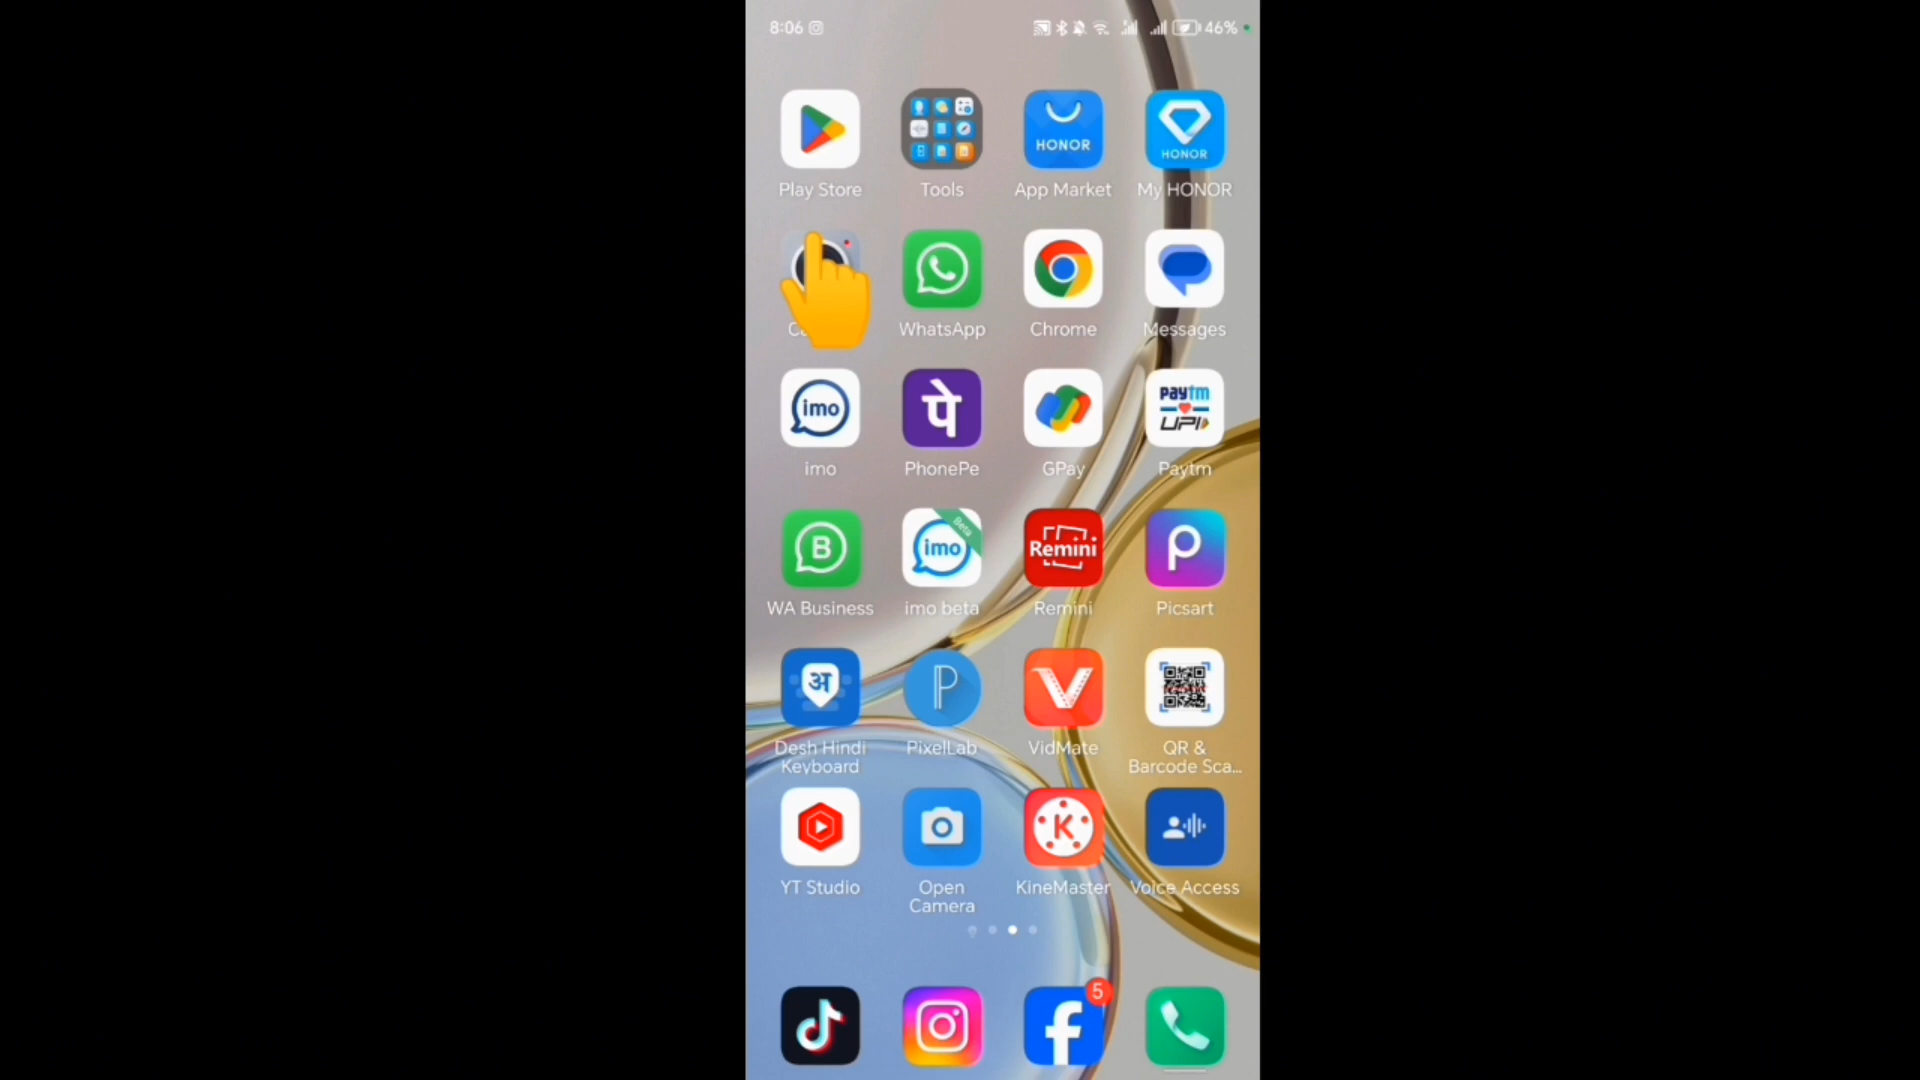 8:06
46%
HONOR
HONOR
Play Store
Tools
App Market
My HONOR
WhatsApp
Chrome
Messages
imo
पे
paytm
UPI
imo
PhonePe
GPay
Paytm
B
imo
Beta
Remini
WA Business
imo beta
Remini
Picsart
अ
Desh Hindi
Keyboard
PixelLab
VidMate
QR &
Barcode Sca...
K
YT Studio
Open
Camera
KineMaster
Voice Access
5